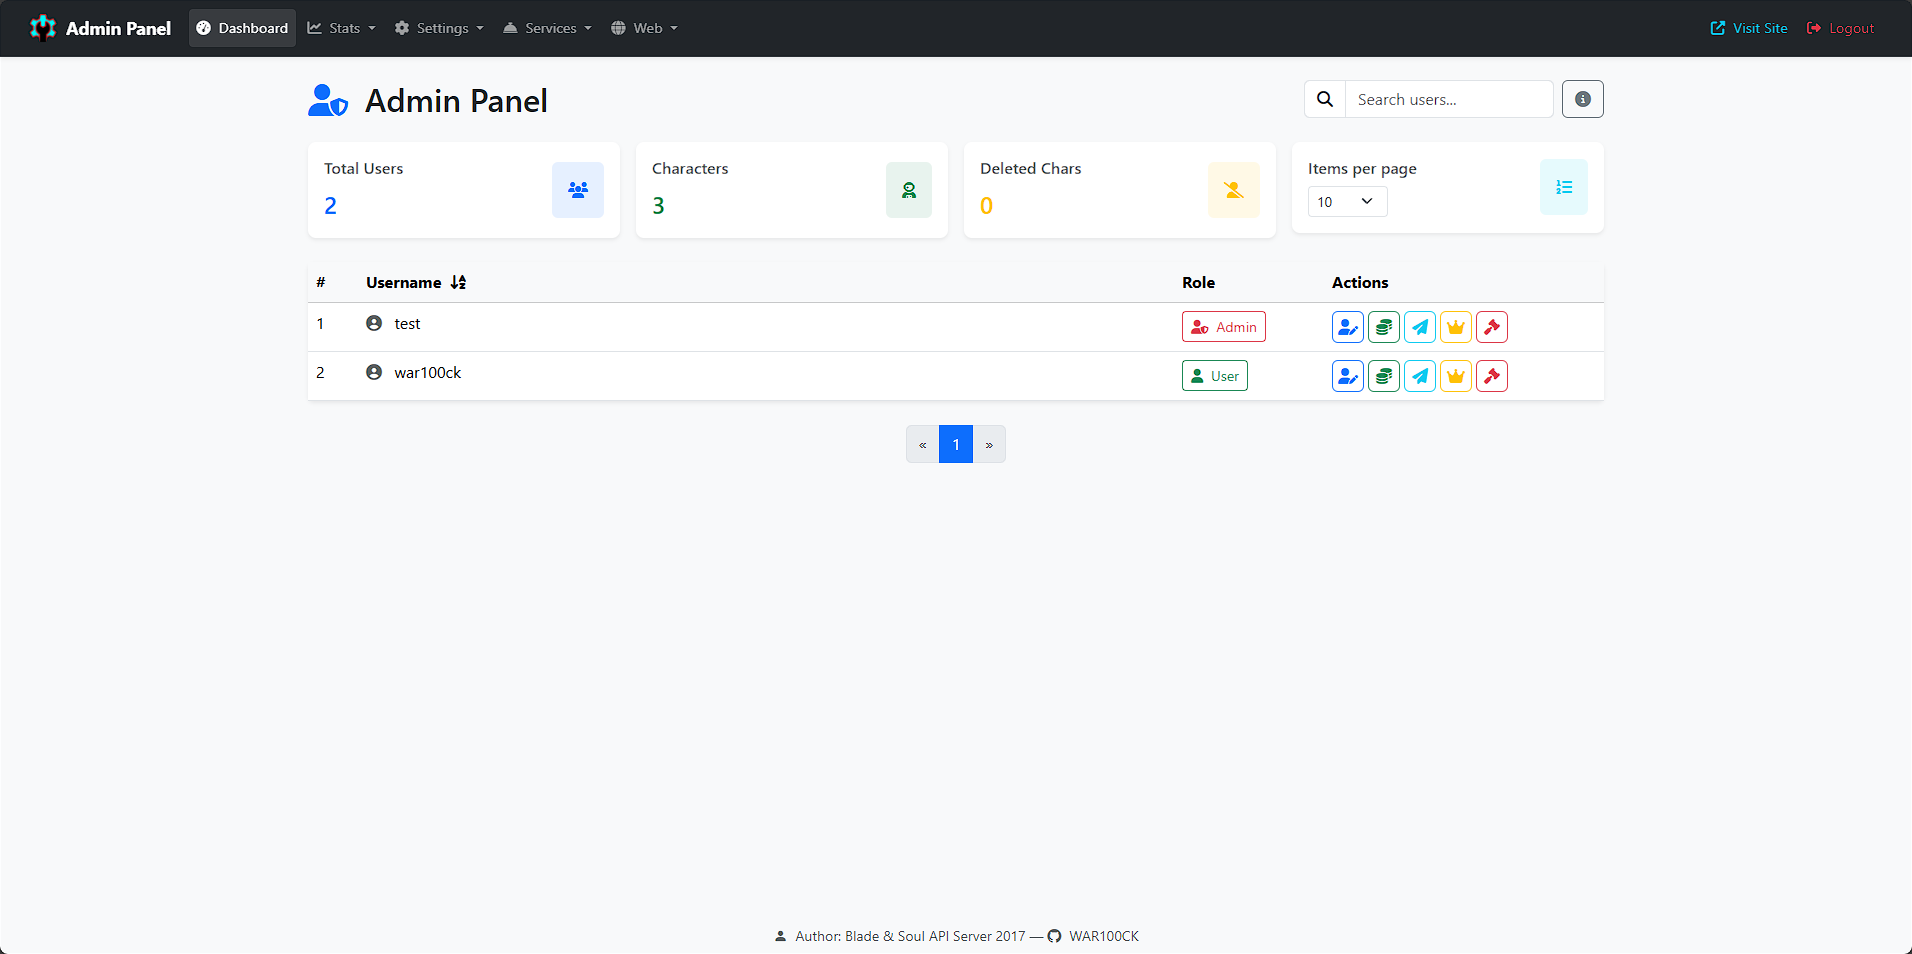 Admin Panel Dashboard Stats Settings Services Web Visit Site Logout
Admin Panel Search users...
Total Users Characters Deleted Chars Items per page
2 3 0 10
# Username Role Actions
1 test Admin
2 war100ck User
« 1 »
Author: Blade & Soul API Server 2017 — WAR100CK